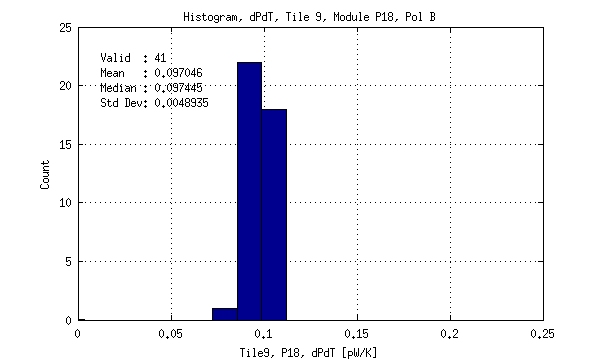 Histogram, dPdT, Tile 9, Module P18, Pol B
Valid : 41
Mean : 0.097046
Median : 0.097445
Std Dev: 0.0048935
25
20
15
10
5
0
Count
0 0.05 0.1 0.15 0.2 0.25
Tile9, P18, dPdT [pW/K]